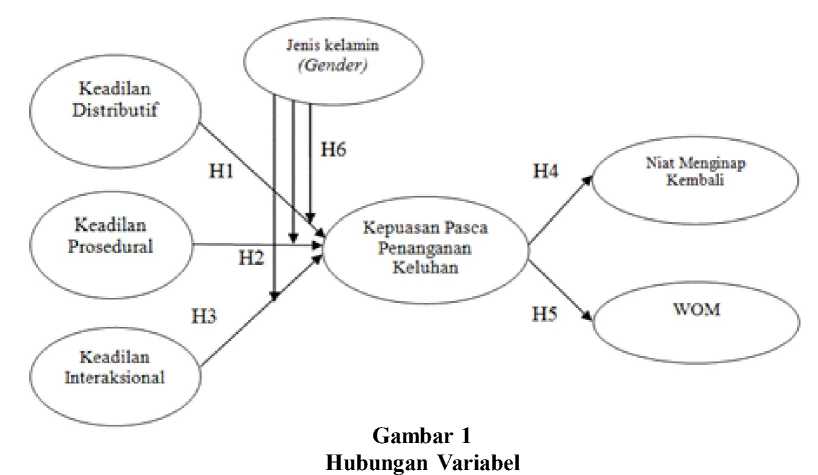 Jenis kelamin
(Gender)
Keadilan
Distributif
H6
H1
H4
Niat Menginap
Kembali
Keadilan
Prosedural
Kepuasan Pasca
Penanganan
Keluhan
H2
H3
H5
WOM
Keadilan
Interaksional
Gambar 1
Hubungan Variabel